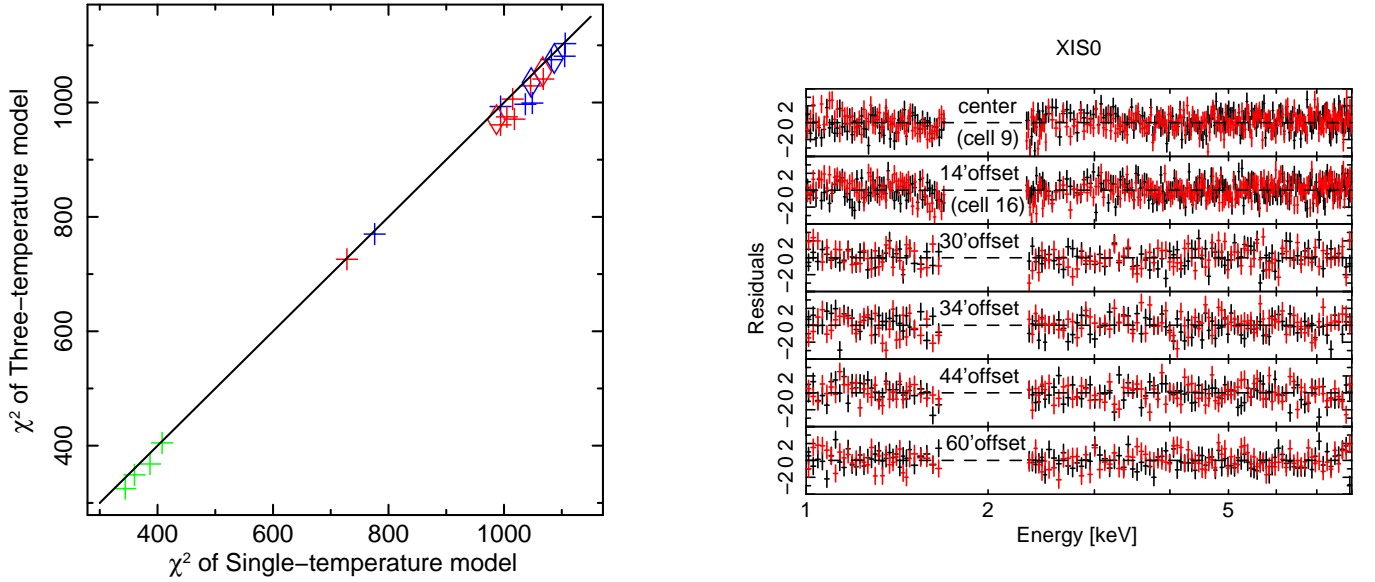 χ² of Three−temperature model
1000
800
600
400
400
600
800
1000
χ² of Single−temperature model
XIS0
Residuals
−2 0 2
center
(cell 9)
−2 0 2
14'offset
(cell 16)
−2 0 2
30'offset
−2 0 2
34'offset
−2 0 2
44'offset
−2 0 2
60'offset
1
2
5
Energy [keV]